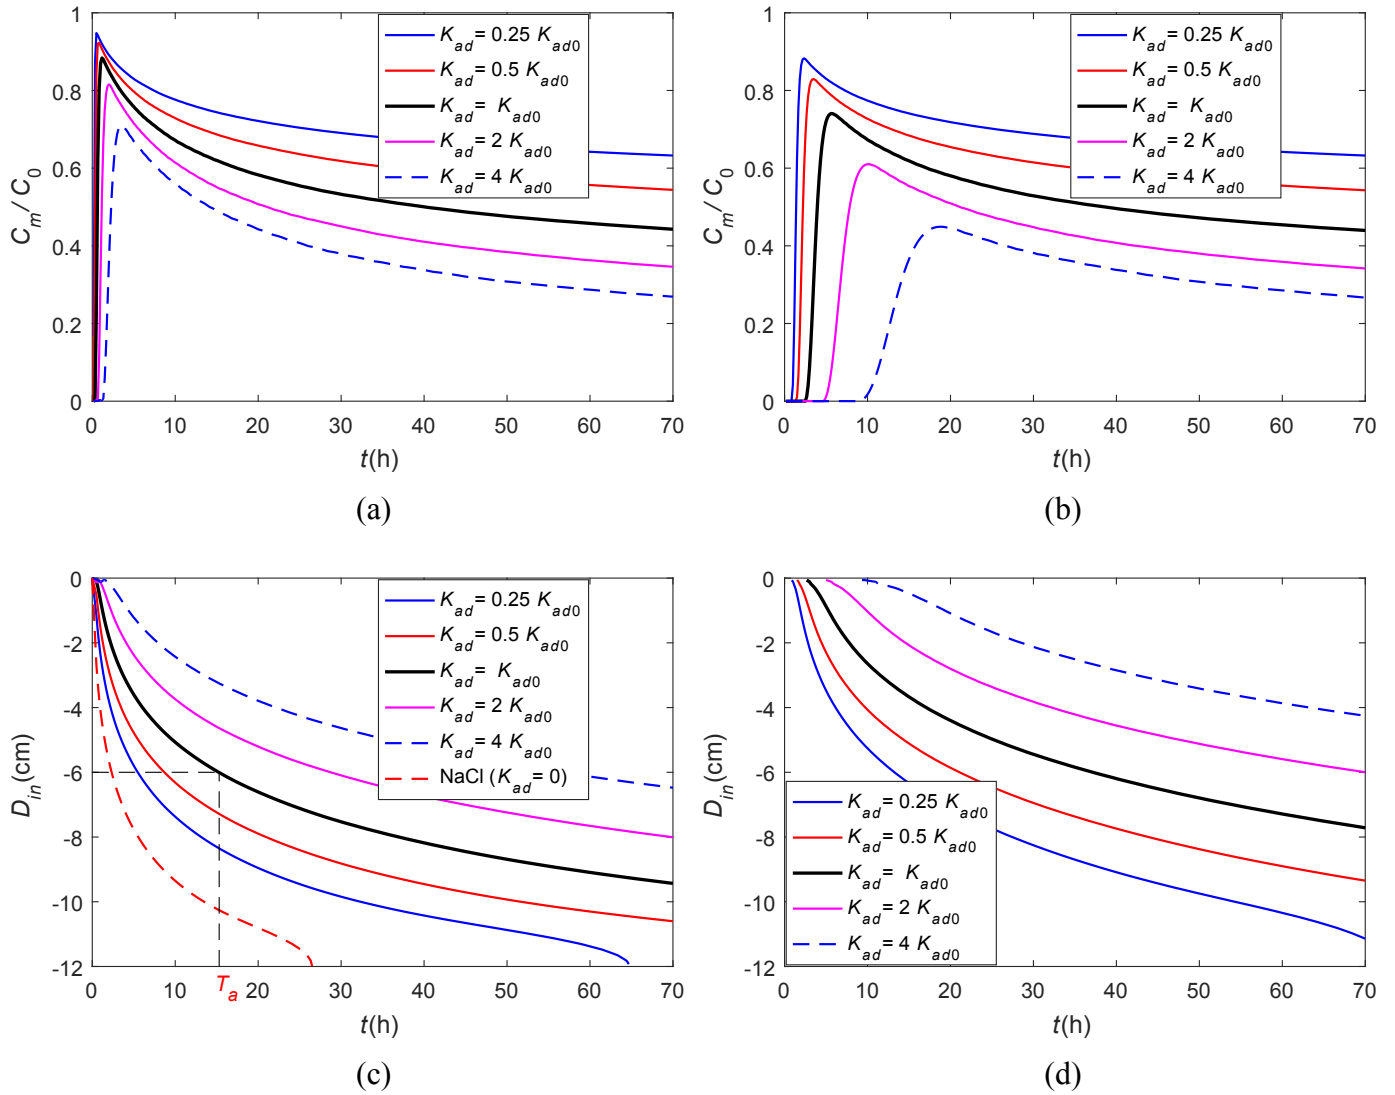 C_m / C_0
1
0.8
0.6
0.4
0.2
0
0 10 20 30 40 50 60 70
t(h)
K_ad = 0.25 K_ad0
K_ad = 0.5 K_ad0
K_ad = K_ad0
K_ad = 2 K_ad0
K_ad = 4 K_ad0
(a)
C_m / C_0
1
0.8
0.6
0.4
0.2
0
0 10 20 30 40 50 60 70
t(h)
K_ad = 0.25 K_ad0
K_ad = 0.5 K_ad0
K_ad = K_ad0
K_ad = 2 K_ad0
K_ad = 4 K_ad0
(b)
D_in (cm)
0
-2
-4
-6
-8
-10
-12
0 10 20 30 40 50 60 70
T_a
t(h)
K_ad = 0.25 K_ad0
K_ad = 0.5 K_ad0
K_ad = K_ad0
K_ad = 2 K_ad0
K_ad = 4 K_ad0
NaCl (K_ad = 0)
(c)
D_in (cm)
0
-2
-4
-6
-8
-10
-12
0 10 20 30 40 50 60 70
t(h)
K_ad = 0.25 K_ad0
K_ad = 0.5 K_ad0
K_ad = K_ad0
K_ad = 2 K_ad0
K_ad = 4 K_ad0
(d)